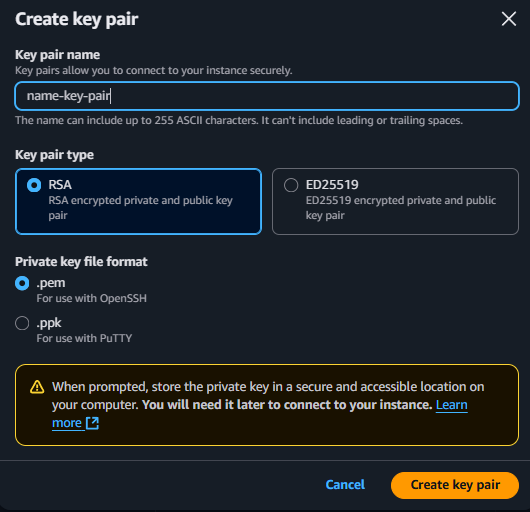 Create key pair
Key pair name
Key pairs allow you to connect to your instance securely.
name-key-pair
The name can include up to 255 ASCII characters. It can't include leading or trailing spaces.
Key pair type
RSA
RSA encrypted private and public key
pair
ED25519
ED25519 encrypted private and public
key pair
Private key file format
.pem
For use with OpenSSH
.ppk
For use with PuTTY
When prompted, store the private key in a secure and accessible location on
your computer. You will need it later to connect to your instance. Learn
more
Cancel
Create key pair